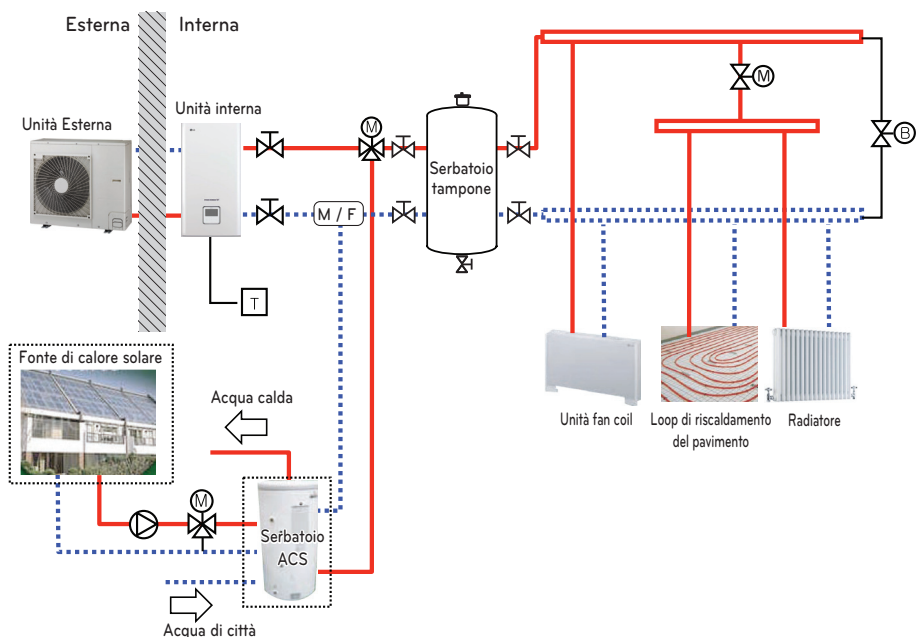 Esterna
Interna
Unità Esterna
Unità interna
M
Serbatoio
tampone
M
B
M / F
T
Fonte di calore solare
Acqua calda
Unità fan coil
Loop di riscaldamento
del pavimento
Radiatore
M
Serbatoio
ACS
Acqua di città